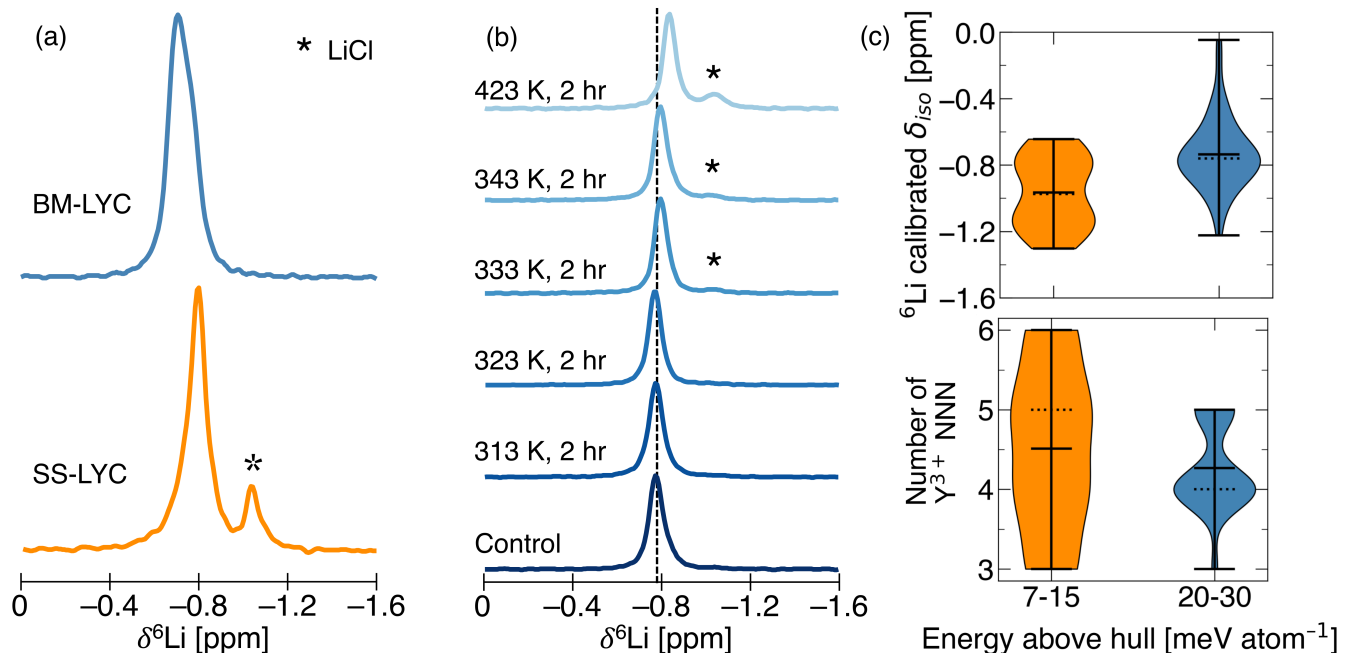 (a)
* LiCl
BM-LYC
SS-LYC
*
0 −0.4 −0.8 −1.2 −1.6
δ⁶Li [ppm]
(b)
423 K, 2 hr
*
343 K, 2 hr
*
333 K, 2 hr
*
323 K, 2 hr
313 K, 2 hr
Control
0 −0.4 −0.8 −1.2 −1.6
δ⁶Li [ppm]
(c)
⁶Li calibrated δiso [ppm]
0.0
−0.4
−0.8
−1.2
−1.6
Number of
Y³⁺ NNN
6
5
4
3
7-15 20-30
Energy above hull [meV atom⁻¹]